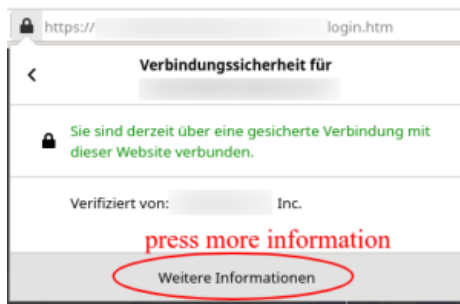 https:// login.htm
Verbindungssicherheit für
Sie sind derzeit über eine gesicherte Verbindung mit
dieser Website verbunden.
Verifiziert von: Inc.
press more information
Weitere Informationen